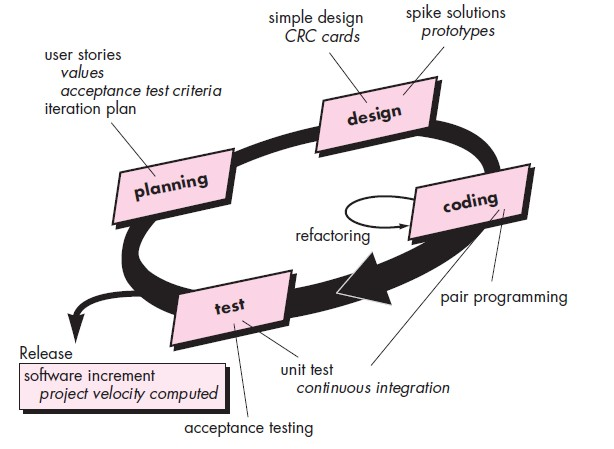 simple design
CRC cards
spike solutions
prototypes
user stories
values
acceptance test criteria
iteration plan
design
planning
coding
refactoring
test
pair programming
Release
software increment
project velocity computed
unit test
continuous integration
acceptance testing